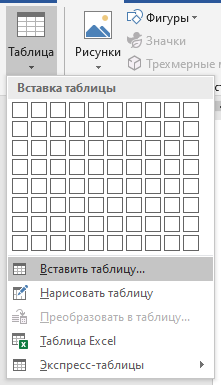 Таблица
Рисунки
Фигуры
Значки
Трехмерные
Вставка таблицы
Вставить таблицу...
Нарисовать таблицу
Преобразовать в таблицу...
Таблица Excel
Экспресс-таблицы